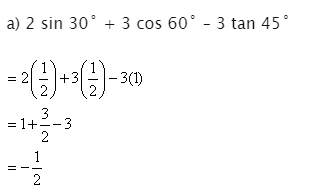 a) 2 sin 30° + 3 cos 60° – 3 tan 45°
=2(1/2)+3(1/2)−3(1)
=1+3/2−3
=−1/2